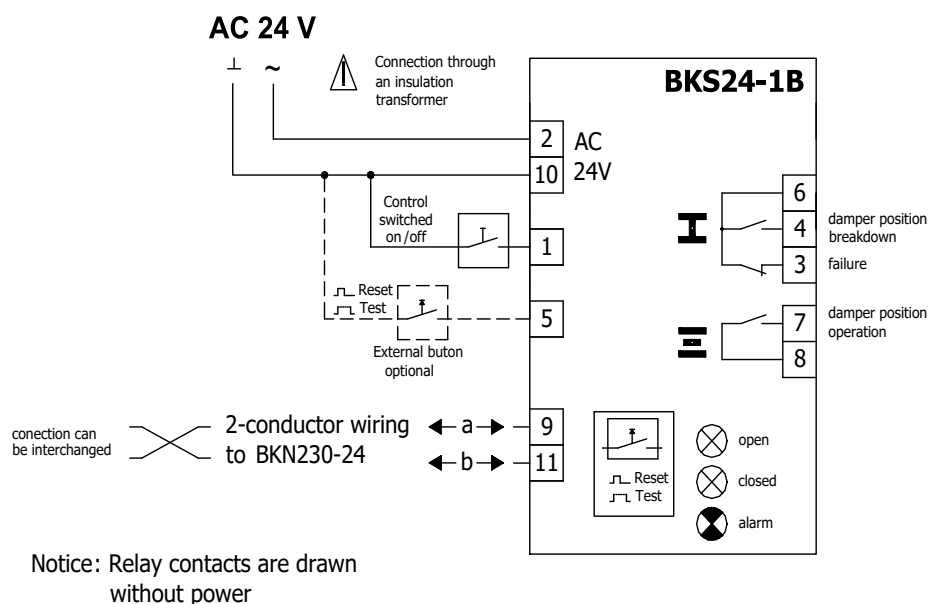 AC 24 V
⊥ ~
Connection through
an insulation
transformer
BKS24-1B
2 AC
10 24V
Control
switched
on/off
1
Reset
Test
5
External buton
optional
6
4 damper position
breakdown
3 failure
7 damper position
operation
8
conection can
be interchanged
2-conductor wiring
to BKN230-24
a 9
b 11
Reset
Test
open
closed
alarm
Notice: Relay contacts are drawn
without power